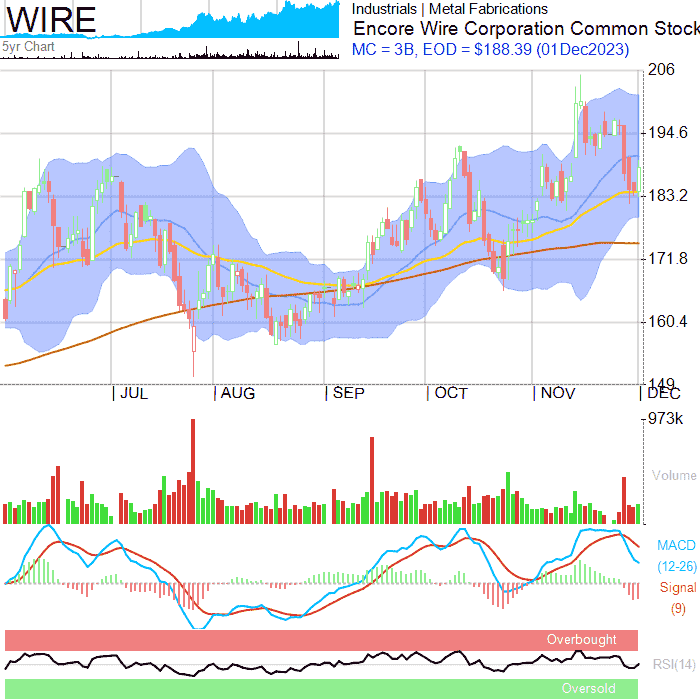 WIRE
5yr Chart
Industrials | Metal Fabrications
Encore Wire Corporation Common Stock
MC = 3B, EOD = $188.39 (01Dec2023)
206
194.6
183.2
171.8
160.4
149
JUL AUG SEP OCT NOV DEC
973k
Volume
MACD
(12-26)
Signal
(9)
Overbought
RSI(14)
Oversold